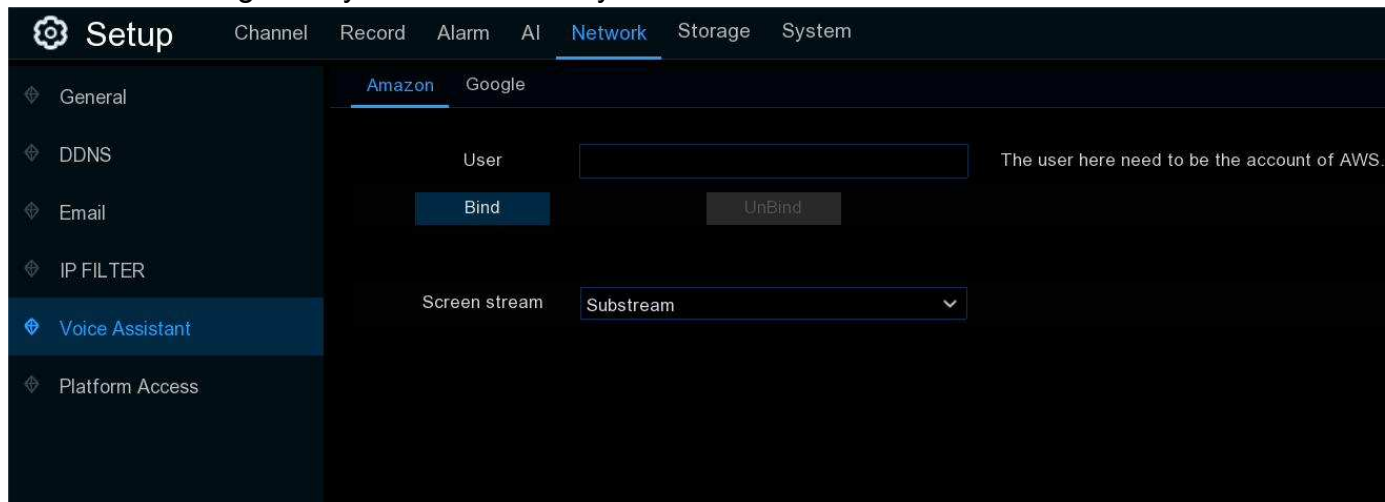 Setup Channel Record Alarm AI Network Storage System
General
DDNS
Email
IP FILTER
Voice Assistant
Platform Access
Amazon Google
User The user here need to be the account of AWS.
Bind UnBind
Screen stream Substream